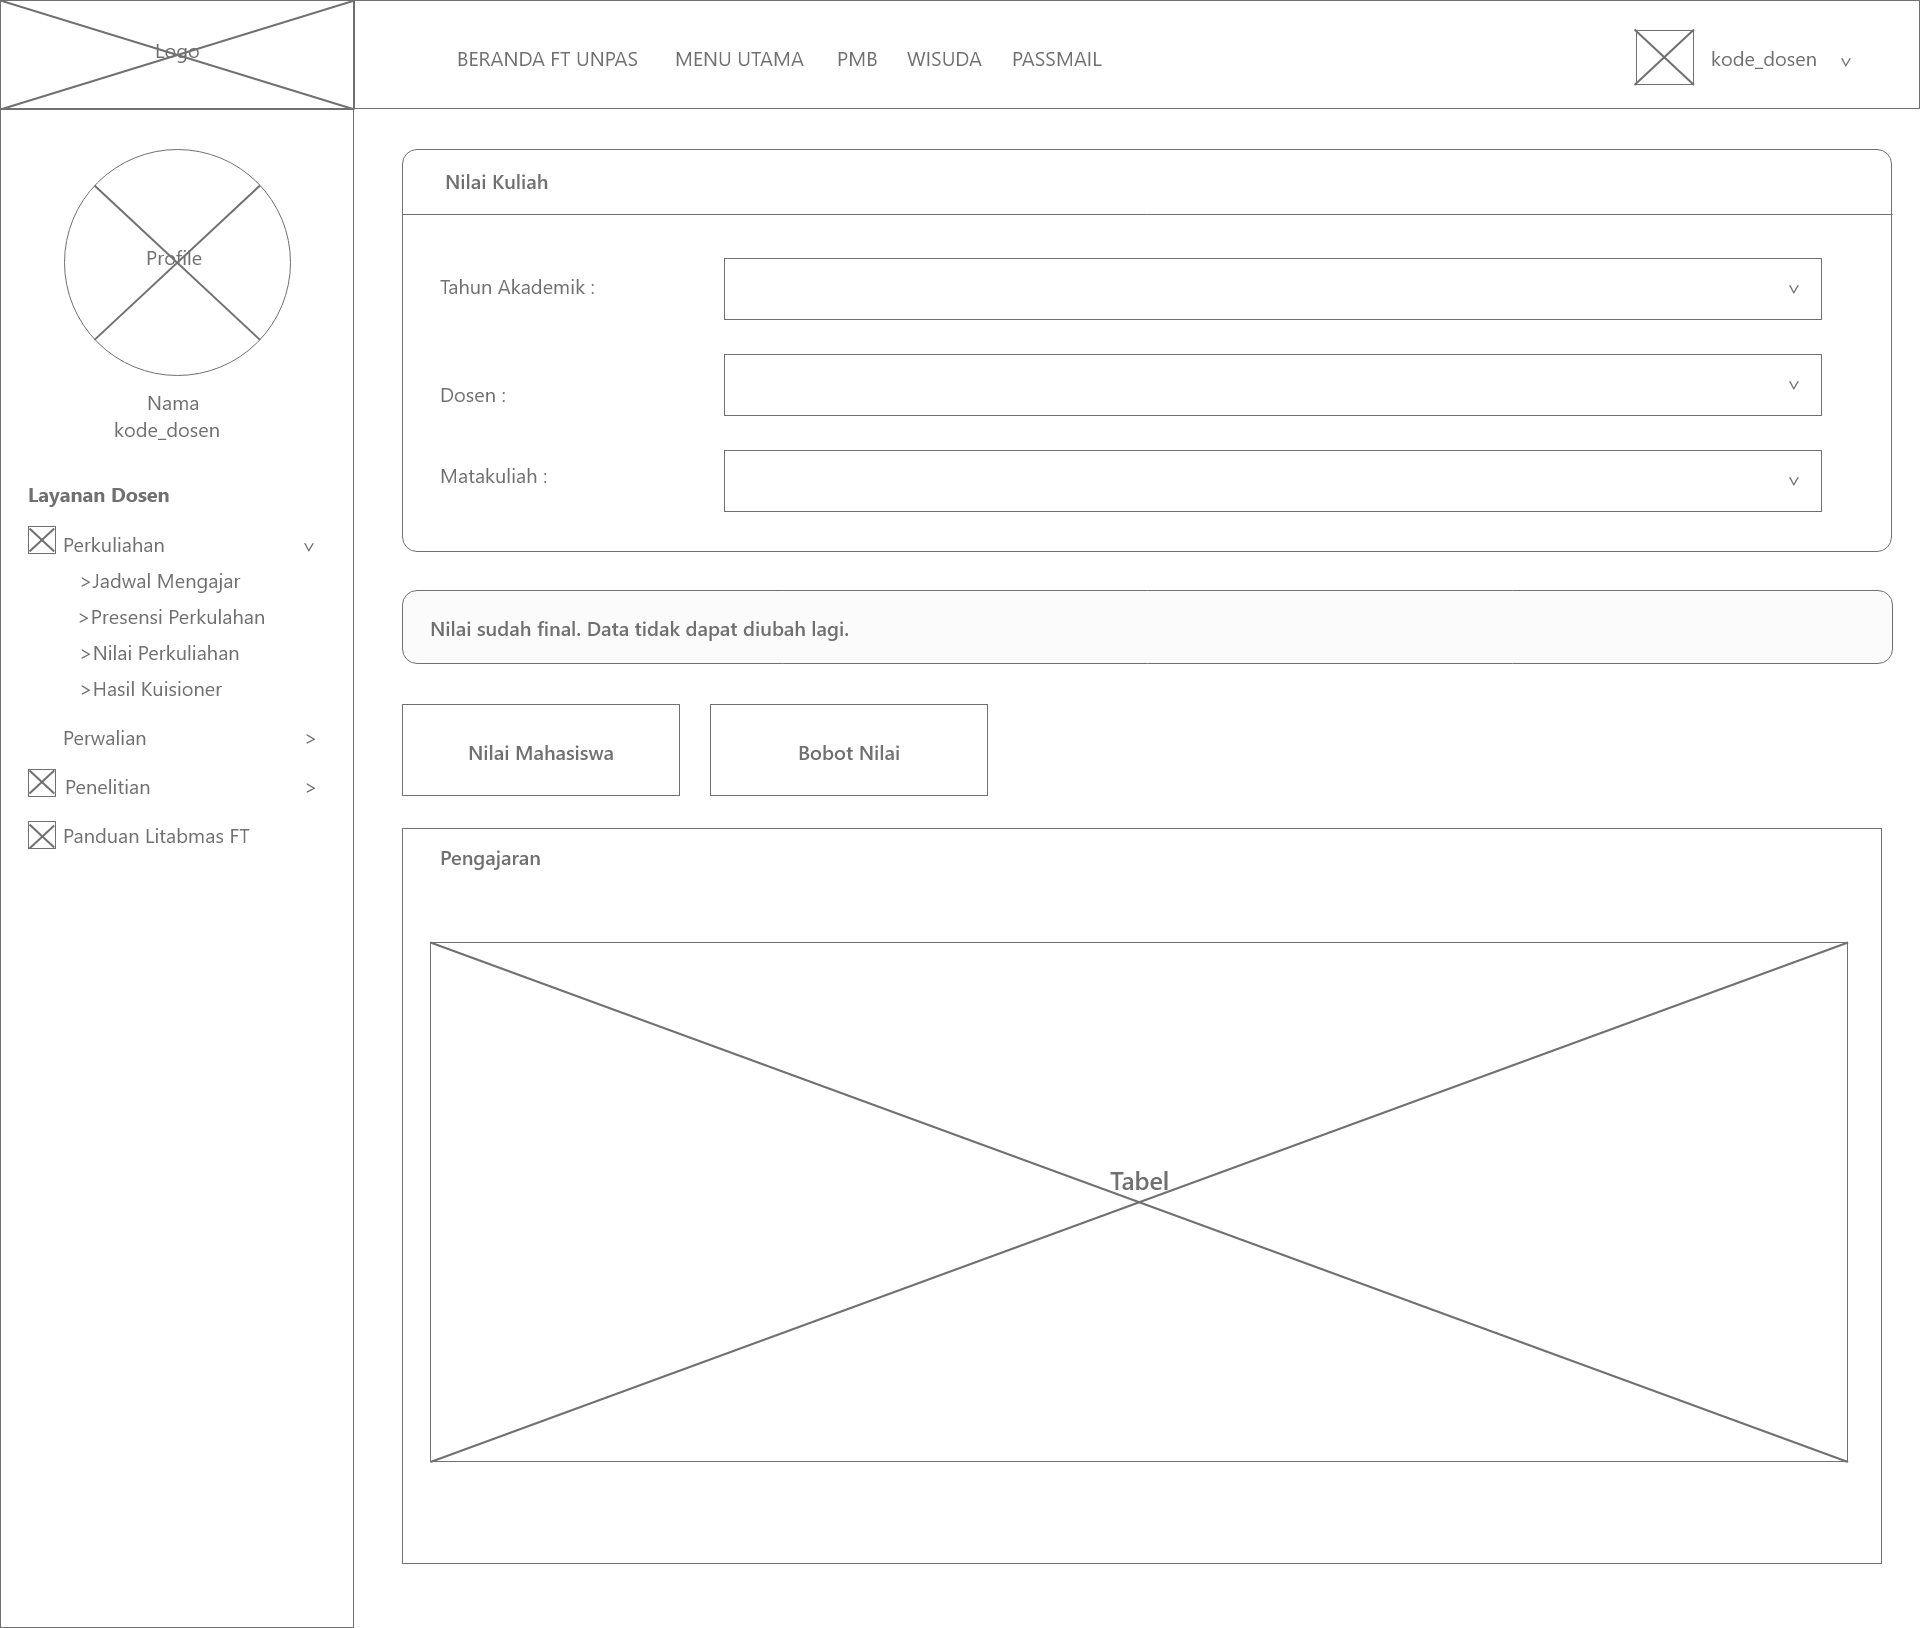 Logo
BERANDA FT UNPAS MENU UTAMA PMB WISUDA PASSMAIL
kode_dosen v
Profile
Nama
kode_dosen
Layanan Dosen
Perkuliahan v
>Jadwal Mengajar
>Presensi Perkulahan
>Nilai Perkuliahan
>Hasil Kuisioner
Perwalian >
Penelitian >
Panduan Litabmas FT
Nilai Kuliah
Tahun Akademik : v
Dosen : v
Matakuliah : v
Nilai sudah final. Data tidak dapat diubah lagi.
Nilai Mahasiswa
Bobot Nilai
Pengajaran
Tabel